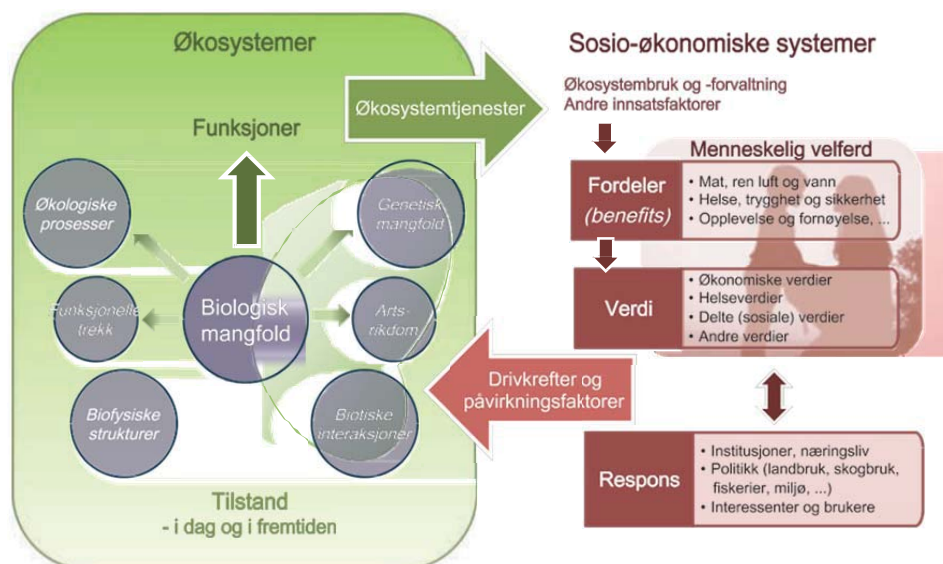 Økosystemer
Funksjoner
Økologiske
prosesser
Genetisk
mangfold
Funksjonelle
trekk
Biologisk
mangfold
Arts-
rikdom
Biofysiske
strukturer
Biotiske
interaksjoner
Tilstand
- i dag og i fremtiden
Økosystemtjenester
Drivkrefter og
påvirkningsfaktorer
Sosio-økonomiske systemer
Økosystembruk og -forvaltning
Andre innsatsfaktorer
Menneskelig velferd
Fordeler
(benefits)
• Mat, ren luft og vann
• Helse, trygghet og sikkerhet
• Opplevelse og fornøyelse, ...
Verdi
• Økonomiske verdier
• Helseverdier
• Delte (sosiale) verdier
• Andre verdier
Respons
• Institusjoner, næringsliv
• Politikk (landbruk, skogbruk,
fiskerier, miljø, ...)
• Interessenter og brukere